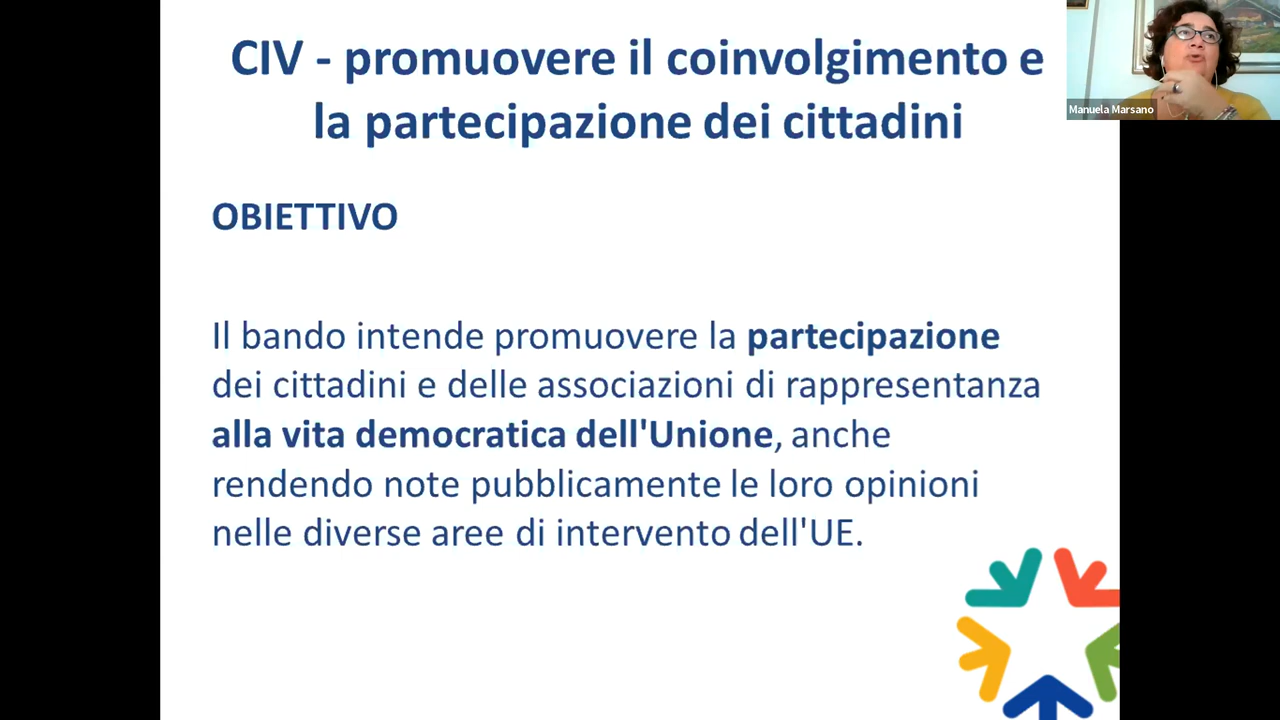 CIV - promuovere il coinvolgimento e
la partecipazione dei cittadini
Manuela Marsano
OBIETTIVO
Il bando intende promuovere la partecipazione
dei cittadini e delle associazioni di rappresentanza
alla vita democratica dell'Unione, anche
rendendo note pubblicamente le loro opinioni
nelle diverse aree di intervento dell'UE.